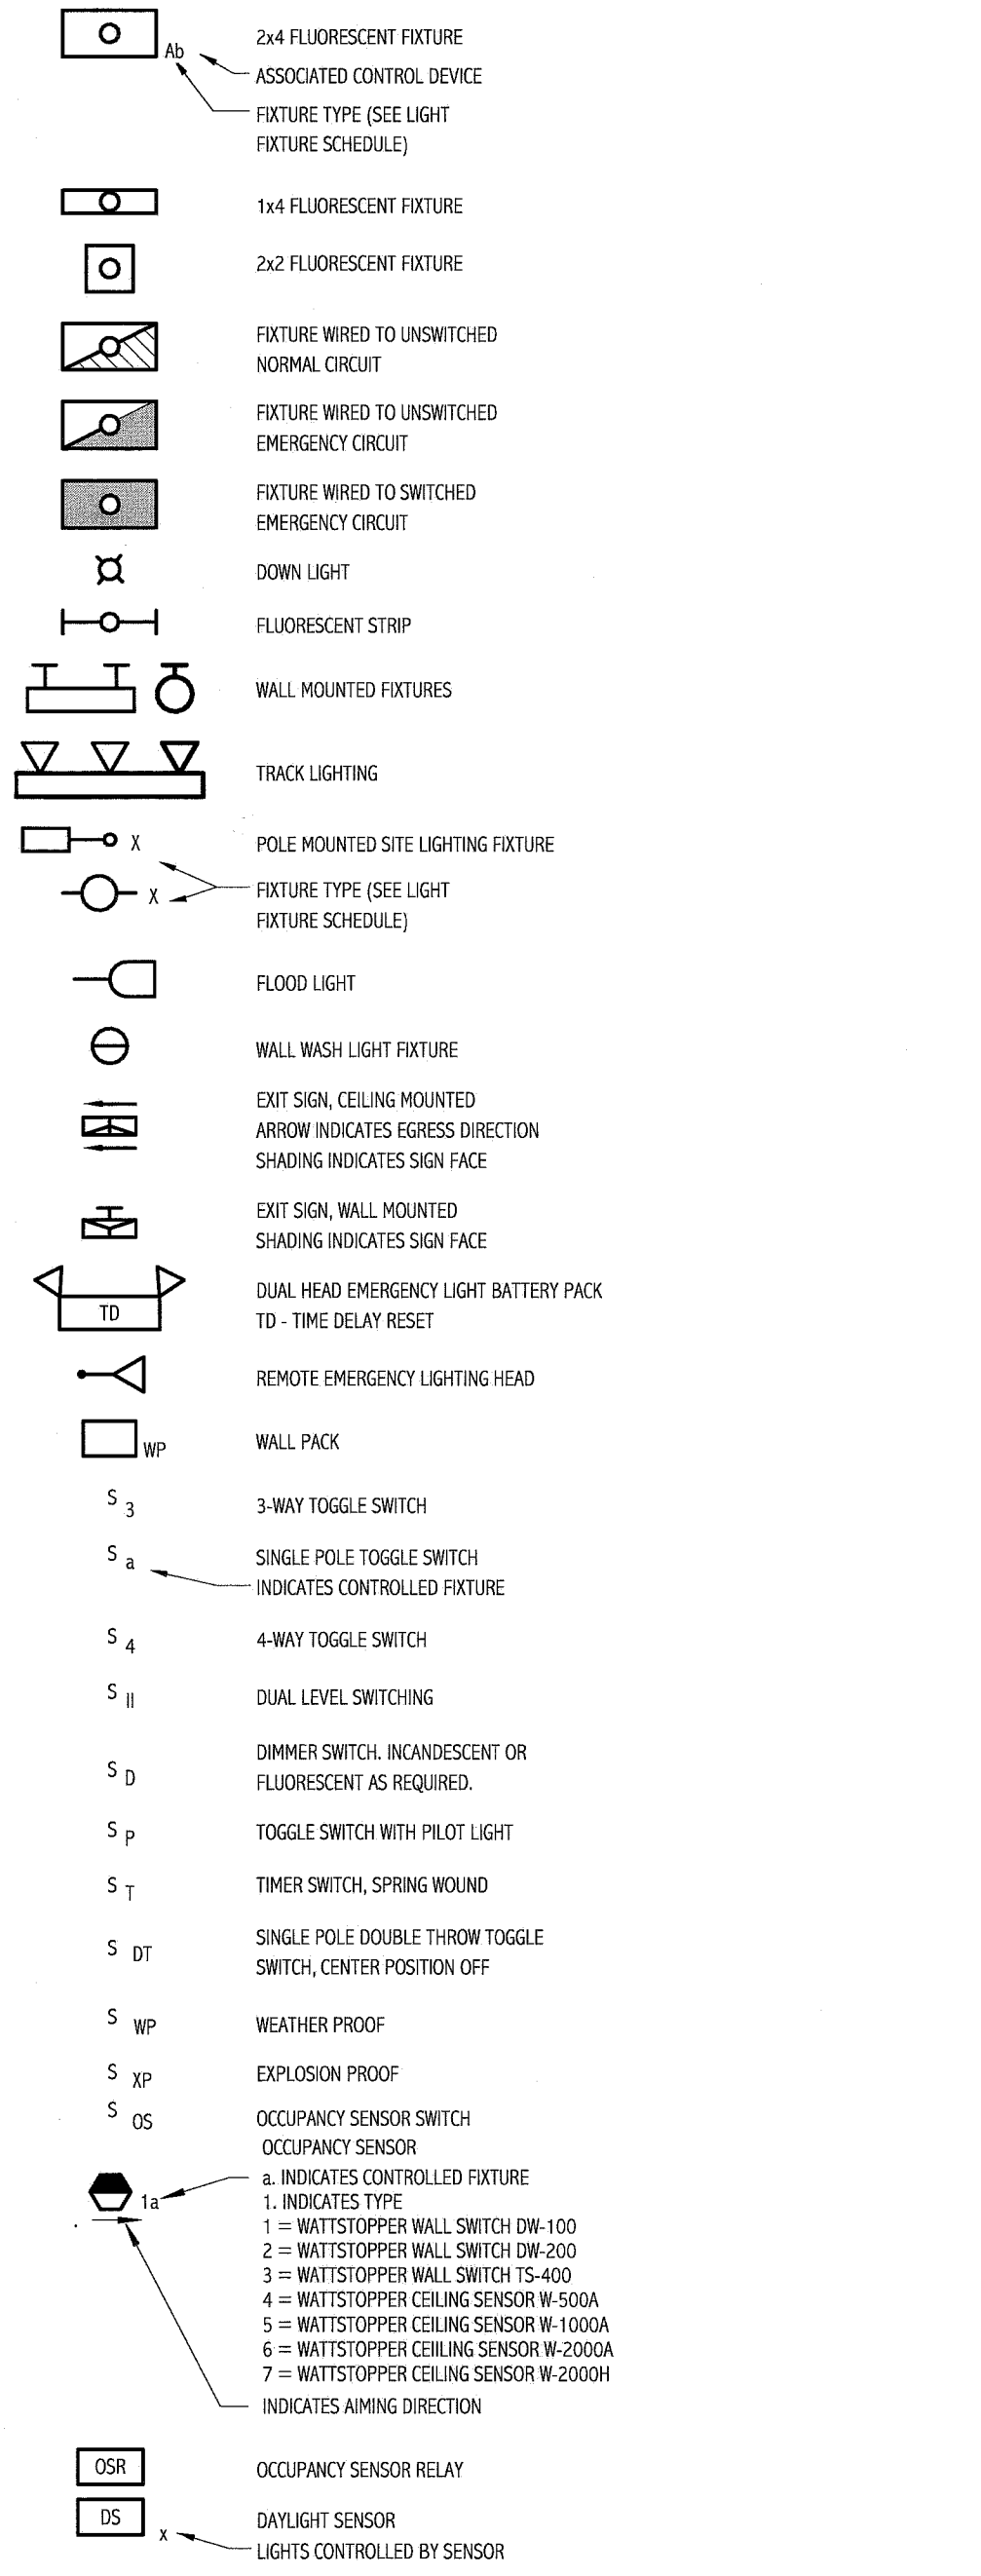 2x4 FLUORESCENT FIXTURE
Ab
ASSOCIATED CONTROL DEVICE
FIXTURE TYPE (SEE LIGHT
FIXTURE SCHEDULE)
1x4 FLUORESCENT FIXTURE
2x2 FLUORESCENT FIXTURE
FIXTURE WIRED TO UNSWITCHED
NORMAL CIRCUIT
FIXTURE WIRED TO UNSWITCHED
EMERGENCY CIRCUIT
FIXTURE WIRED TO SWITCHED
EMERGENCY CIRCUIT
DOWN LIGHT
FLUORESCENT STRIP
WALL MOUNTED FIXTURES
TRACK LIGHTING
X POLE MOUNTED SITE LIGHTING FIXTURE
X FIXTURE TYPE (SEE LIGHT
FIXTURE SCHEDULE)
FLOOD LIGHT
WALL WASH LIGHT FIXTURE
EXIT SIGN, CEILING MOUNTED
ARROW INDICATES EGRESS DIRECTION
SHADING INDICATES SIGN FACE
EXIT SIGN, WALL MOUNTED
SHADING INDICATES SIGN FACE
DUAL HEAD EMERGENCY LIGHT BATTERY PACK
TD TD - TIME DELAY RESET
REMOTE EMERGENCY LIGHTING HEAD
WP WALL PACK
S 3 3-WAY TOGGLE SWITCH
S a SINGLE POLE TOGGLE SWITCH
INDICATES CONTROLLED FIXTURE
S 4 4-WAY TOGGLE SWITCH
S II DUAL LEVEL SWITCHING
S D DIMMER SWITCH. INCANDESCENT OR
FLUORESCENT AS REQUIRED.
S P TOGGLE SWITCH WITH PILOT LIGHT
S T TIMER SWITCH, SPRING WOUND
S DT SINGLE POLE DOUBLE THROW TOGGLE
SWITCH, CENTER POSITION OFF
S WP WEATHER PROOF
S XP EXPLOSION PROOF
S OS OCCUPANCY SENSOR SWITCH
OCCUPANCY SENSOR
1a a. INDICATES CONTROLLED FIXTURE
1. INDICATES TYPE
1 = WATTSTOPPER WALL SWITCH DW-100
2 = WATTSTOPPER WALL SWITCH DW-200
3 = WATTSTOPPER WALL SWITCH TS-400
4 = WATTSTOPPER CEILING SENSOR W-500A
5 = WATTSTOPPER CEILING SENSOR W-1000A
6 = WATTSTOPPER CEIILING SENSOR W-2000A
7 = WATTSTOPPER CEILING SENSOR W-2000H
INDICATES AIMING DIRECTION
OSR OCCUPANCY SENSOR RELAY
DS DAYLIGHT SENSOR
x LIGHTS CONTROLLED BY SENSOR